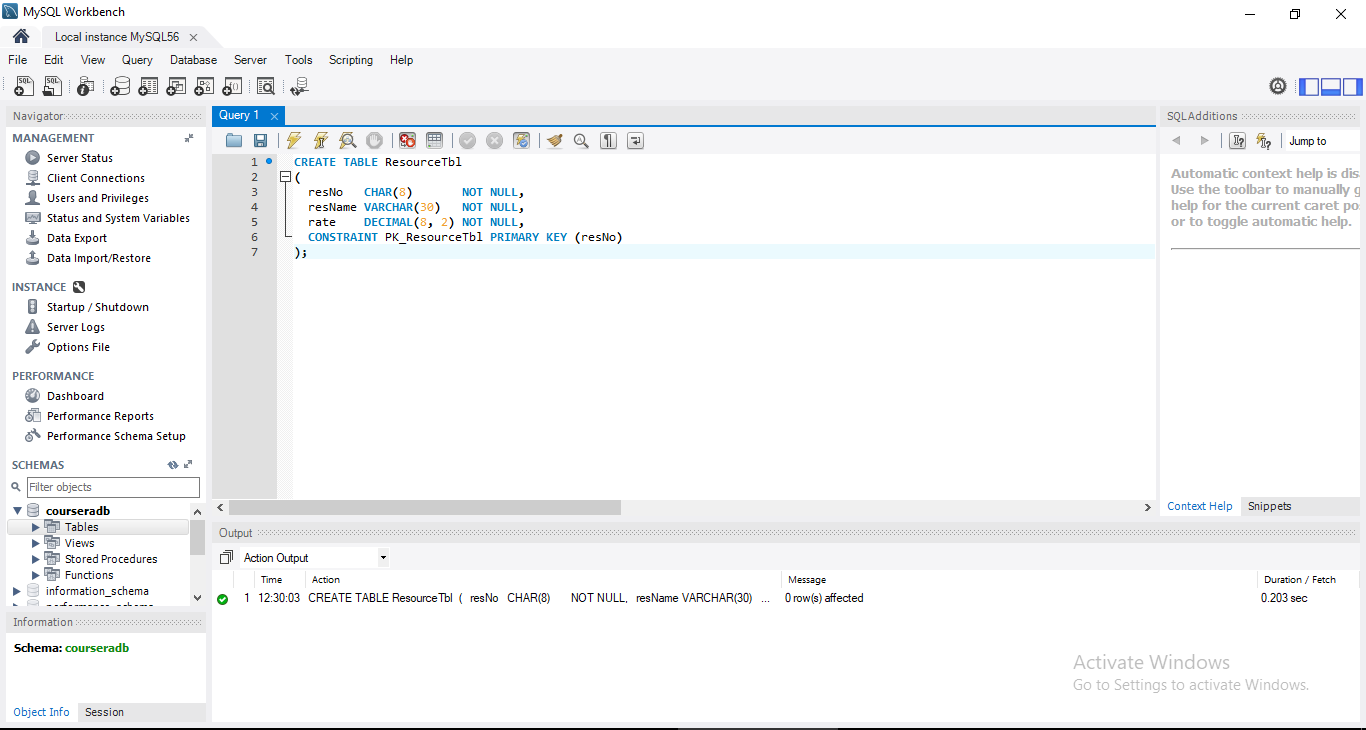 MySQL Workbench
Local instance MySQL56
File Edit View Query Database Server Tools Scripting Help
Navigator
MANAGEMENT
Server Status
Client Connections
Users and Privileges
Status and System Variables
Data Export
Data Import/Restore
INSTANCE
Startup / Shutdown
Server Logs
Options File
PERFORMANCE
Dashboard
Performance Reports
Performance Schema Setup
SCHEMAS
Filter objects
courseradb
Tables
Views
Stored Procedures
Functions
information_schema
Information
Schema: courseradb
Object Info Session
Query 1
1 CREATE TABLE ResourceTbl
2 (
3 resNo CHAR(8) NOT NULL,
4 resName VARCHAR(30) NOT NULL,
5 rate DECIMAL(8, 2) NOT NULL,
6 CONSTRAINT PK_ResourceTbl PRIMARY KEY (resNo)
7 );
SQLAdditions
Jump to
Automatic context help is dis
Use the toolbar to manually g
help for the current caret po
or to toggle automatic help.
Context Help Snippets
Output
Action Output
Time Action Message Duration / Fetch
1 12:30:03 CREATE TABLE ResourceTbl ( resNo CHAR(8) NOT NULL, resName VARCHAR(30) ... 0 row(s) affected 0.203 sec
Activate Windows
Go to Settings to activate Windows.